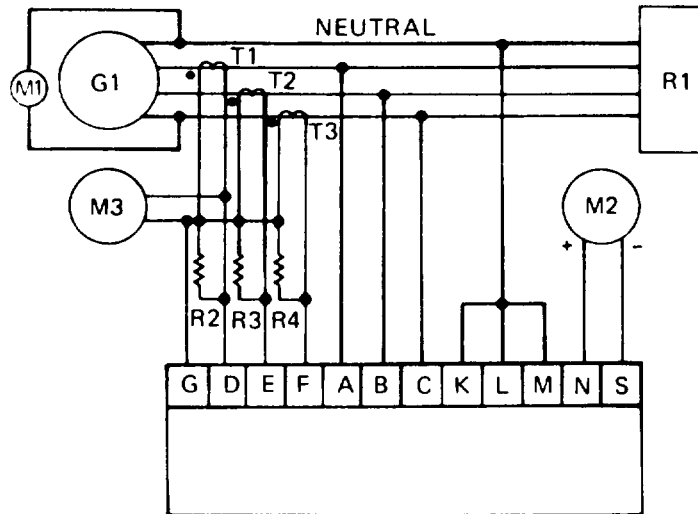 NEUTRAL
T1
M1
G1
T2
R1
T3
M3
M2
+ -
R2 R3 R4
G D E F A B C K L M N S